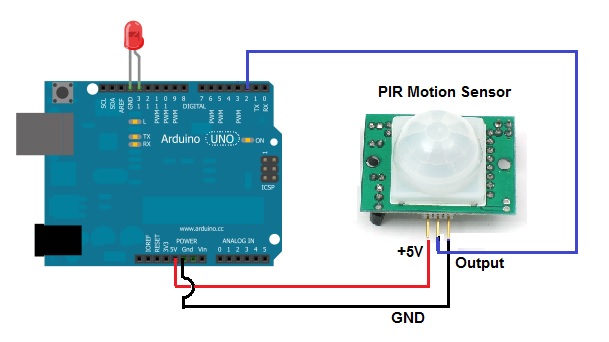 PIR Motion Sensor
SCL
SDA
AREF
GND
13
12
PWM 11
PWM 10
PWM 9
8
DIGITAL
7
PWM 6
PWM 5
4
PWM 3
2
TX 1
RX 0
L
TX
RX
Arduino UNO
ON
1
ICSP
www.arduino.cc
POWER
ANALOG IN
IOREF
RESET
3V3
5V
Gnd
Vin
0 1 2 3 4 5
+5V
Output
GND